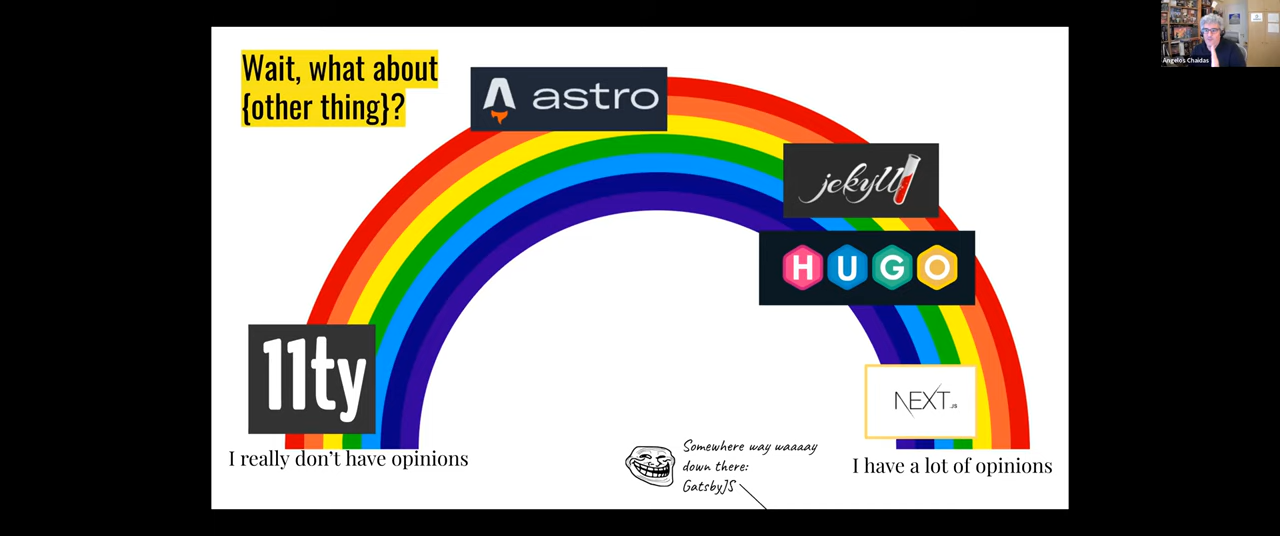 Wait, what about
{other thing}?
astro
jekyll
HUGO
11ty
NEXT.JS
I really don't have opinions
Somewhere way waaaay
down there:
GatsbyJS
I have a lot of opinions
Angelos Chaidas